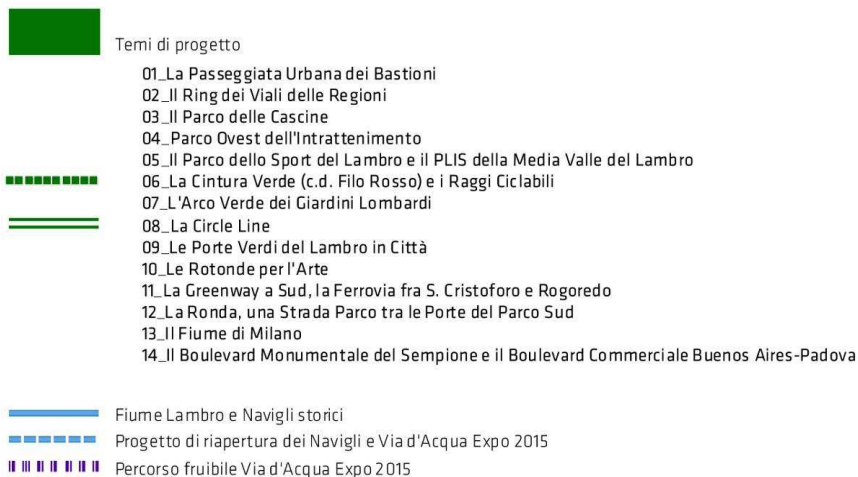 Temi di progetto
01_La Passeggiata Urbana dei Bastioni
02_Il Ring dei Viali delle Regioni
03_Il Parco delle Cascine
04_Parco Ovest dell'Intrattenimento
05_Il Parco dello Sport del Lambro e il PLIS della Media Valle del Lambro
06_La Cintura Verde (c.d. Filo Rosso) e i Raggi Ciclabili
07_L'Arco Verde dei Giardini Lombardi
08_La Circle Line
09_Le Porte Verdi del Lambro in Città
10_Le Rotonde per l'Arte
11_La Greenway a Sud, la Ferrovia fra S. Cristoforo e Rogoredo
12_La Ronda, una Strada Parco tra le Porte del Parco Sud
13_Il Fiume di Milano
14_Il Boulevard Monumentale del Sempione e il Boulevard Commerciale Buenos Aires-Padova
Fiume Lambro e Navigli storici
Progetto di riapertura dei Navigli e Via d'Acqua Expo 2015
Percorso fruibile Via d'Acqua Expo 2015